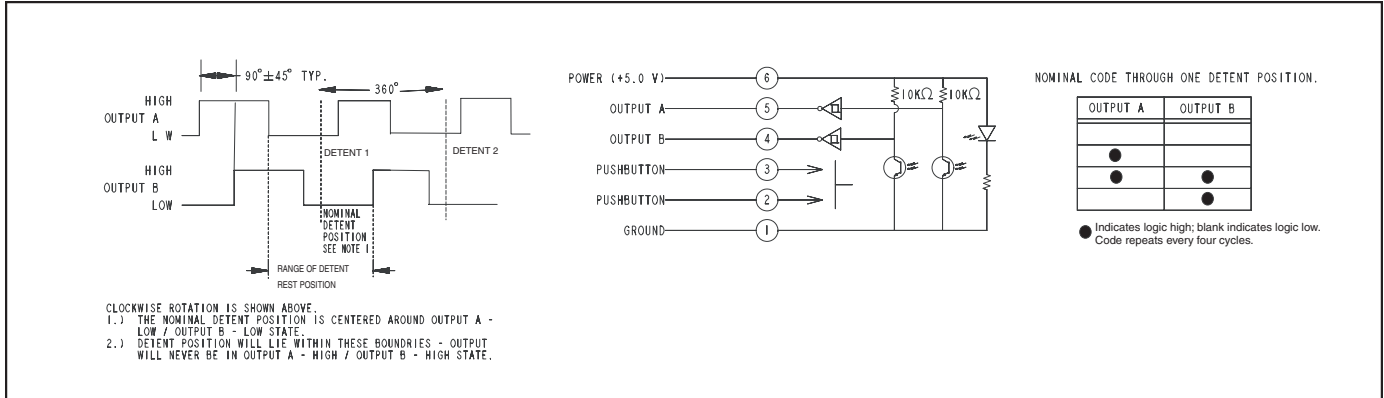 90°±45° TYP.
360°
HIGH
OUTPUT A
L W
DETENT 1
DETENT 2
HIGH
OUTPUT B
LOW
NOMINAL
DETENT
POSITION
SEE NOTE 1
RANGE OF DETENT
REST POSITION
CLOCKWISE ROTATION IS SHOWN ABOVE.
1.) THE NOMINAL DETENT POSITION IS CENTERED AROUND OUTPUT A -
LOW / OUTPUT B - LOW STATE.
2.) DETENT POSITION WILL LIE WITHIN THESE BOUNDRIES - OUTPUT
WILL NEVER BE IN OUTPUT A - HIGH / OUTPUT B - HIGH STATE.
POWER (+5.0 V) 6
10KΩ 10KΩ
OUTPUT A 5
OUTPUT B 4
PUSHBUTTON 3
PUSHBUTTON 2
GROUND 1
NOMINAL CODE THROUGH ONE DETENT POSITION.
OUTPUT A OUTPUT B
Indicates logic high; blank indicates logic low.
Code repeats every four cycles.